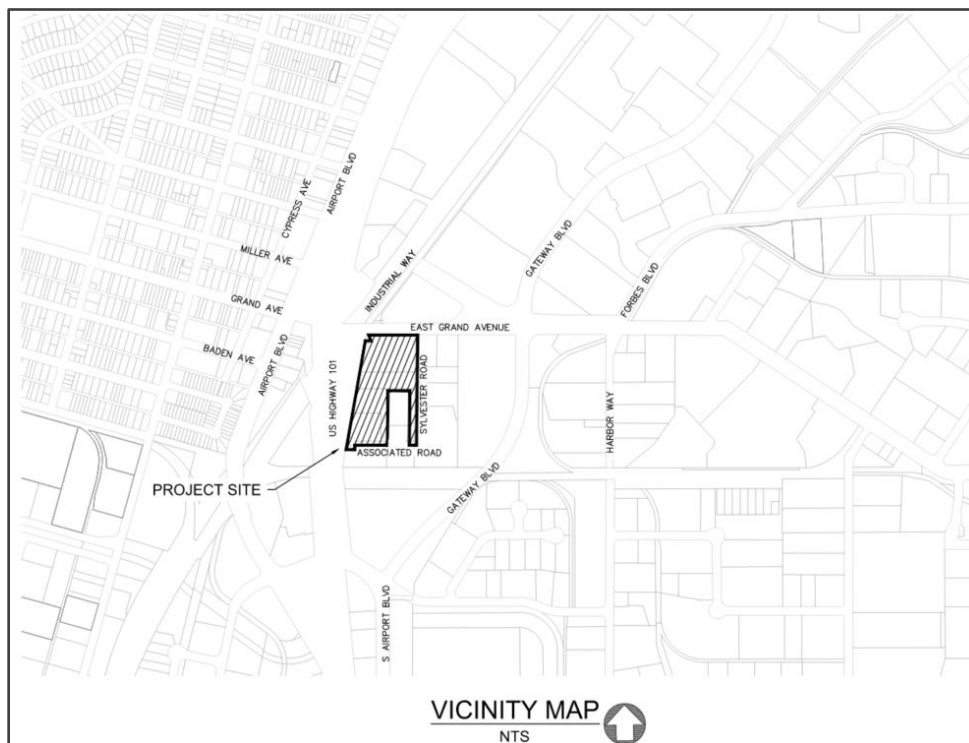 CYPRESS AVE
AIRPORT BLVD
MILLER AVE
INDUSTRIAL WAY
GATEWAY BLVD
FORBES BLVD
GRAND AVE
EAST GRAND AVENUE
BADEN AVE
AIRPORT BLVD
US HIGHWAY 101
SYLVESTER ROAD
HARBOR WAY
ASSOCIATED ROAD
PROJECT SITE
GATEWAY BLVD
S AIRPORT BLVD
VICINITY MAP
NTS